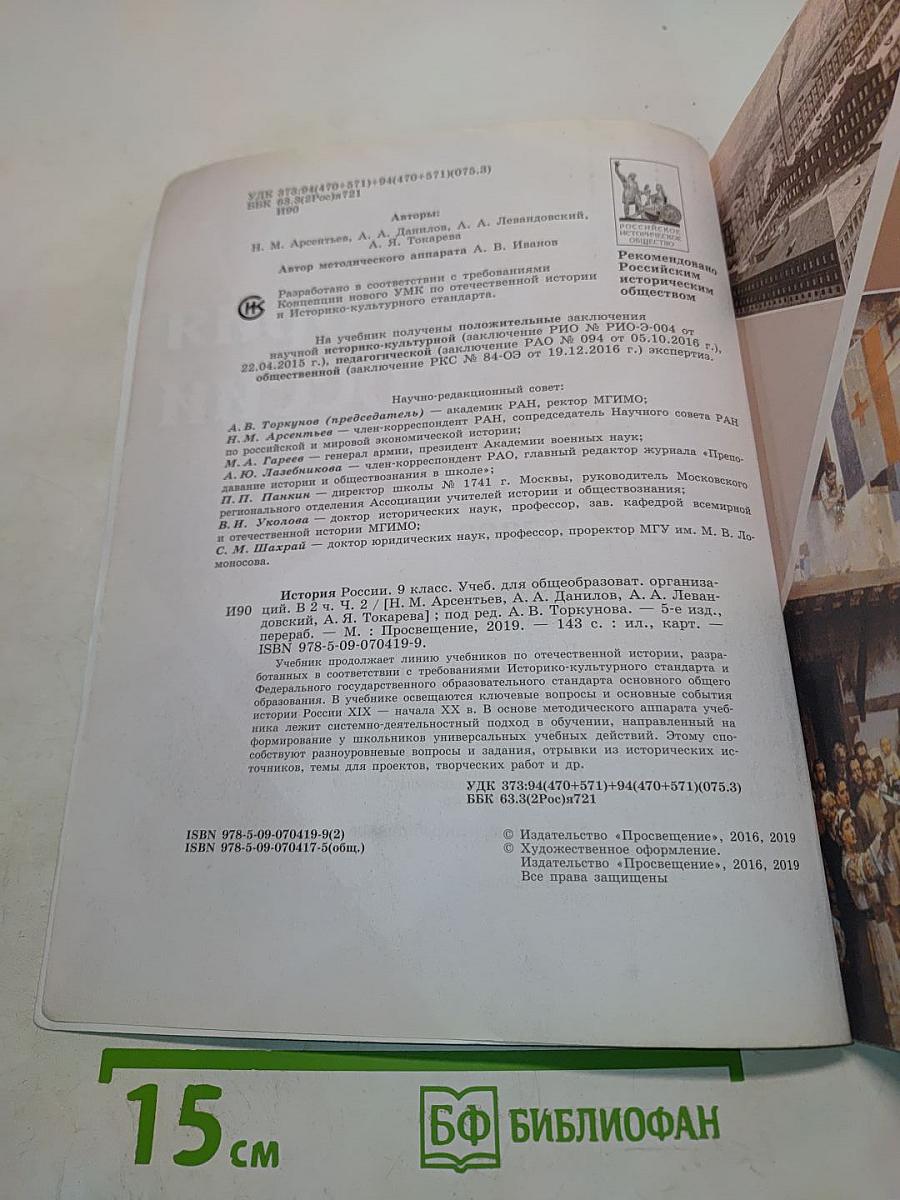 УДК 373:94(470+571)+94(470+571)(075.3)
ББК 63.3(2Рос)я721
И90
Авторы:
Н. М. Арсентьев, А. А. Данилов, А. А. Левандовский,
А. Я. Токарева
Автор методического аппарата А. В. Иванов
РОССИЙСКОЕ
ИСТОРИЧЕСКОЕ
ОБЩЕСТВО
Рекомендовано
Российским
историческим
обществом
Разработано в соответствии с требованиями
Концепции нового УМК по отечественной истории
и Историко-культурного стандарта.
На учебник получены положительные заключения
научной историко-культурной (заключение РИО № РИО-Э-004 от
22.04.2015 г.), педагогической (заключение РАО № 094 от 05.10.2016 г.),
общественной (заключение РКС № 84-ОЭ от 19.12.2016 г.) экспертиз.
Научно-редакционный совет:
А. В. Торкунов (председатель) — академик РАН, ректор МГИМО;
Н. М. Арсентьев — член-корреспондент РАН, сопредседатель Научного совета РАН
по российской и мировой экономической истории;
М. А. Гареев — генерал армии, президент Академии военных наук;
А. Ю. Лазебникова — член-корреспондент РАО, главный редактор журнала «Препо-
давание истории и обществознания в школе»;
П. П. Панкин — директор школы № 1741 г. Москвы, руководитель Московского
регионального отделения Ассоциации учителей истории и обществознания;
В. И. Уколова — доктор исторических наук, профессор, зав. кафедрой всемирной
и отечественной истории МГИМО;
С. М. Шахрай — доктор юридических наук, профессор, проректор МГУ им. М. В. Ло-
моносова.
История России. 9 класс. Учеб. для общеобразоват. организа-
И90 ций. В 2 ч. Ч. 2 / [Н. М. Арсентьев, А. А. Данилов, А. А. Леван-
довский, А. Я. Токарева] ; под ред. А. В. Торкунова. — 5-е изд.,
перераб. — М. : Просвещение, 2019. — 143 с. : ил., карт. —
ISBN 978-5-09-070419-9.
Учебник продолжает линию учебников по отечественной истории, разра-
ботанных в соответствии с требованиями Историко-культурного стандарта и
Федерального государственного образовательного стандарта основного общего
образования. В учебнике освещаются ключевые вопросы и основные события
истории России XIX — начала XX в. В основе методического аппарата учеб-
ника лежит системно-деятельностный подход в обучении, направленный на
формирование у школьников универсальных учебных действий. Этому спо-
собствуют разноуровневые вопросы и задания, отрывки из исторических ис-
точников, темы для проектов, творческих работ и др.
УДК 373:94(470+571)+94(470+571)(075.3)
ББК 63.3(2Рос)я721
ISBN 978-5-09-070419-9(2)
ISBN 978-5-09-070417-5(общ.)
© Издательство «Просвещение», 2016, 2019
© Художественное оформление.
Издательство «Просвещение», 2016, 2019
Все права защищены
15 см
БФ БИБЛИОФАН